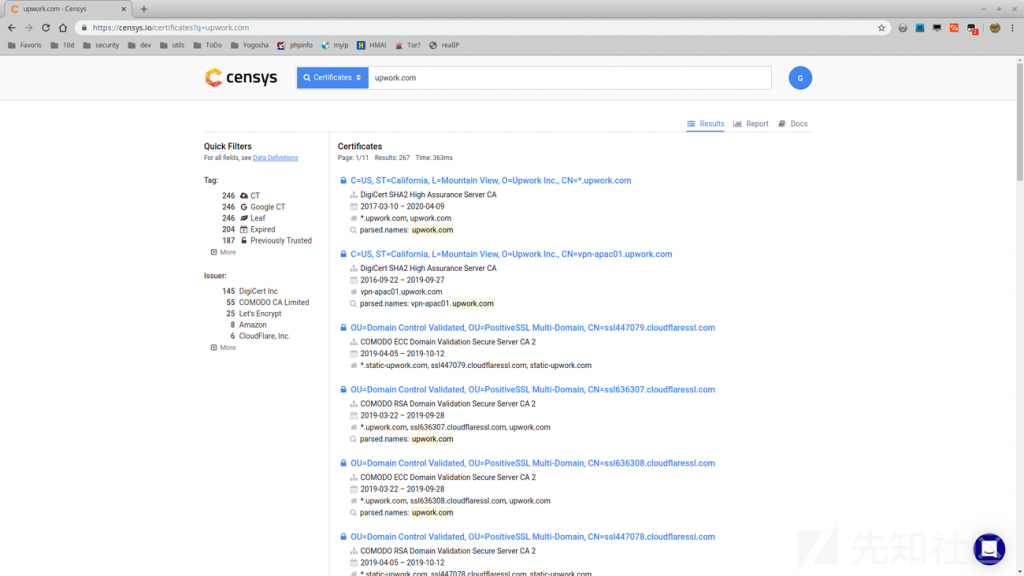 upwork.com - Censys
https://censys.io/certificates?q=upwork.com
Favoris 10d security dev utils ToDo Yogosha phpinfo myip HMA! Tor? realIP
censys
Certificates upwork.com G
Results Report Docs
Quick Filters
For all fields, see Data Definitions
Tag:
246 CT
246 Google CT
246 Leaf
204 Expired
187 Previously Trusted
More
Issuer:
145 DigiCert Inc
55 COMODO CA Limited
25 Let's Encrypt
8 Amazon
6 CloudFlare, Inc.
More
Certificates
Page: 1/11 Results: 267 Time: 363ms
C=US, ST=California, L=Mountain View, O=Upwork Inc., CN=*.upwork.com
DigiCert SHA2 High Assurance Server CA
2017-03-10 – 2020-04-09
*.upwork.com, upwork.com
parsed.names: upwork.com
C=US, ST=California, L=Mountain View, O=Upwork Inc., CN=vpn-apac01.upwork.com
DigiCert SHA2 High Assurance Server CA
2016-09-22 – 2019-09-27
vpn-apac01.upwork.com
parsed.names: vpn-apac01.upwork.com
OU=Domain Control Validated, OU=PositiveSSL Multi-Domain, CN=ssl447079.cloudflaressl.com
COMODO ECC Domain Validation Secure Server CA 2
2019-04-05 – 2019-10-12
*.static-upwork.com, ssl447079.cloudflaressl.com, static-upwork.com
OU=Domain Control Validated, OU=PositiveSSL Multi-Domain, CN=ssl636307.cloudflaressl.com
COMODO RSA Domain Validation Secure Server CA 2
2019-03-22 – 2019-09-28
*.upwork.com, ssl636307.cloudflaressl.com, upwork.com
parsed.names: upwork.com
OU=Domain Control Validated, OU=PositiveSSL Multi-Domain, CN=ssl636308.cloudflaressl.com
COMODO ECC Domain Validation Secure Server CA 2
2019-03-22 – 2019-09-28
*.upwork.com, ssl636308.cloudflaressl.com, upwork.com
parsed.names: upwork.com
OU=Domain Control Validated, OU=PositiveSSL Multi-Domain, CN=ssl447078.cloudflaressl.com
COMODO RSA Domain Validation Secure Server CA 2
2019-04-05 – 2019-10-12
*.static-upwork.com, ssl447078.cloudflaressl.com, static-upwork.com
先知社